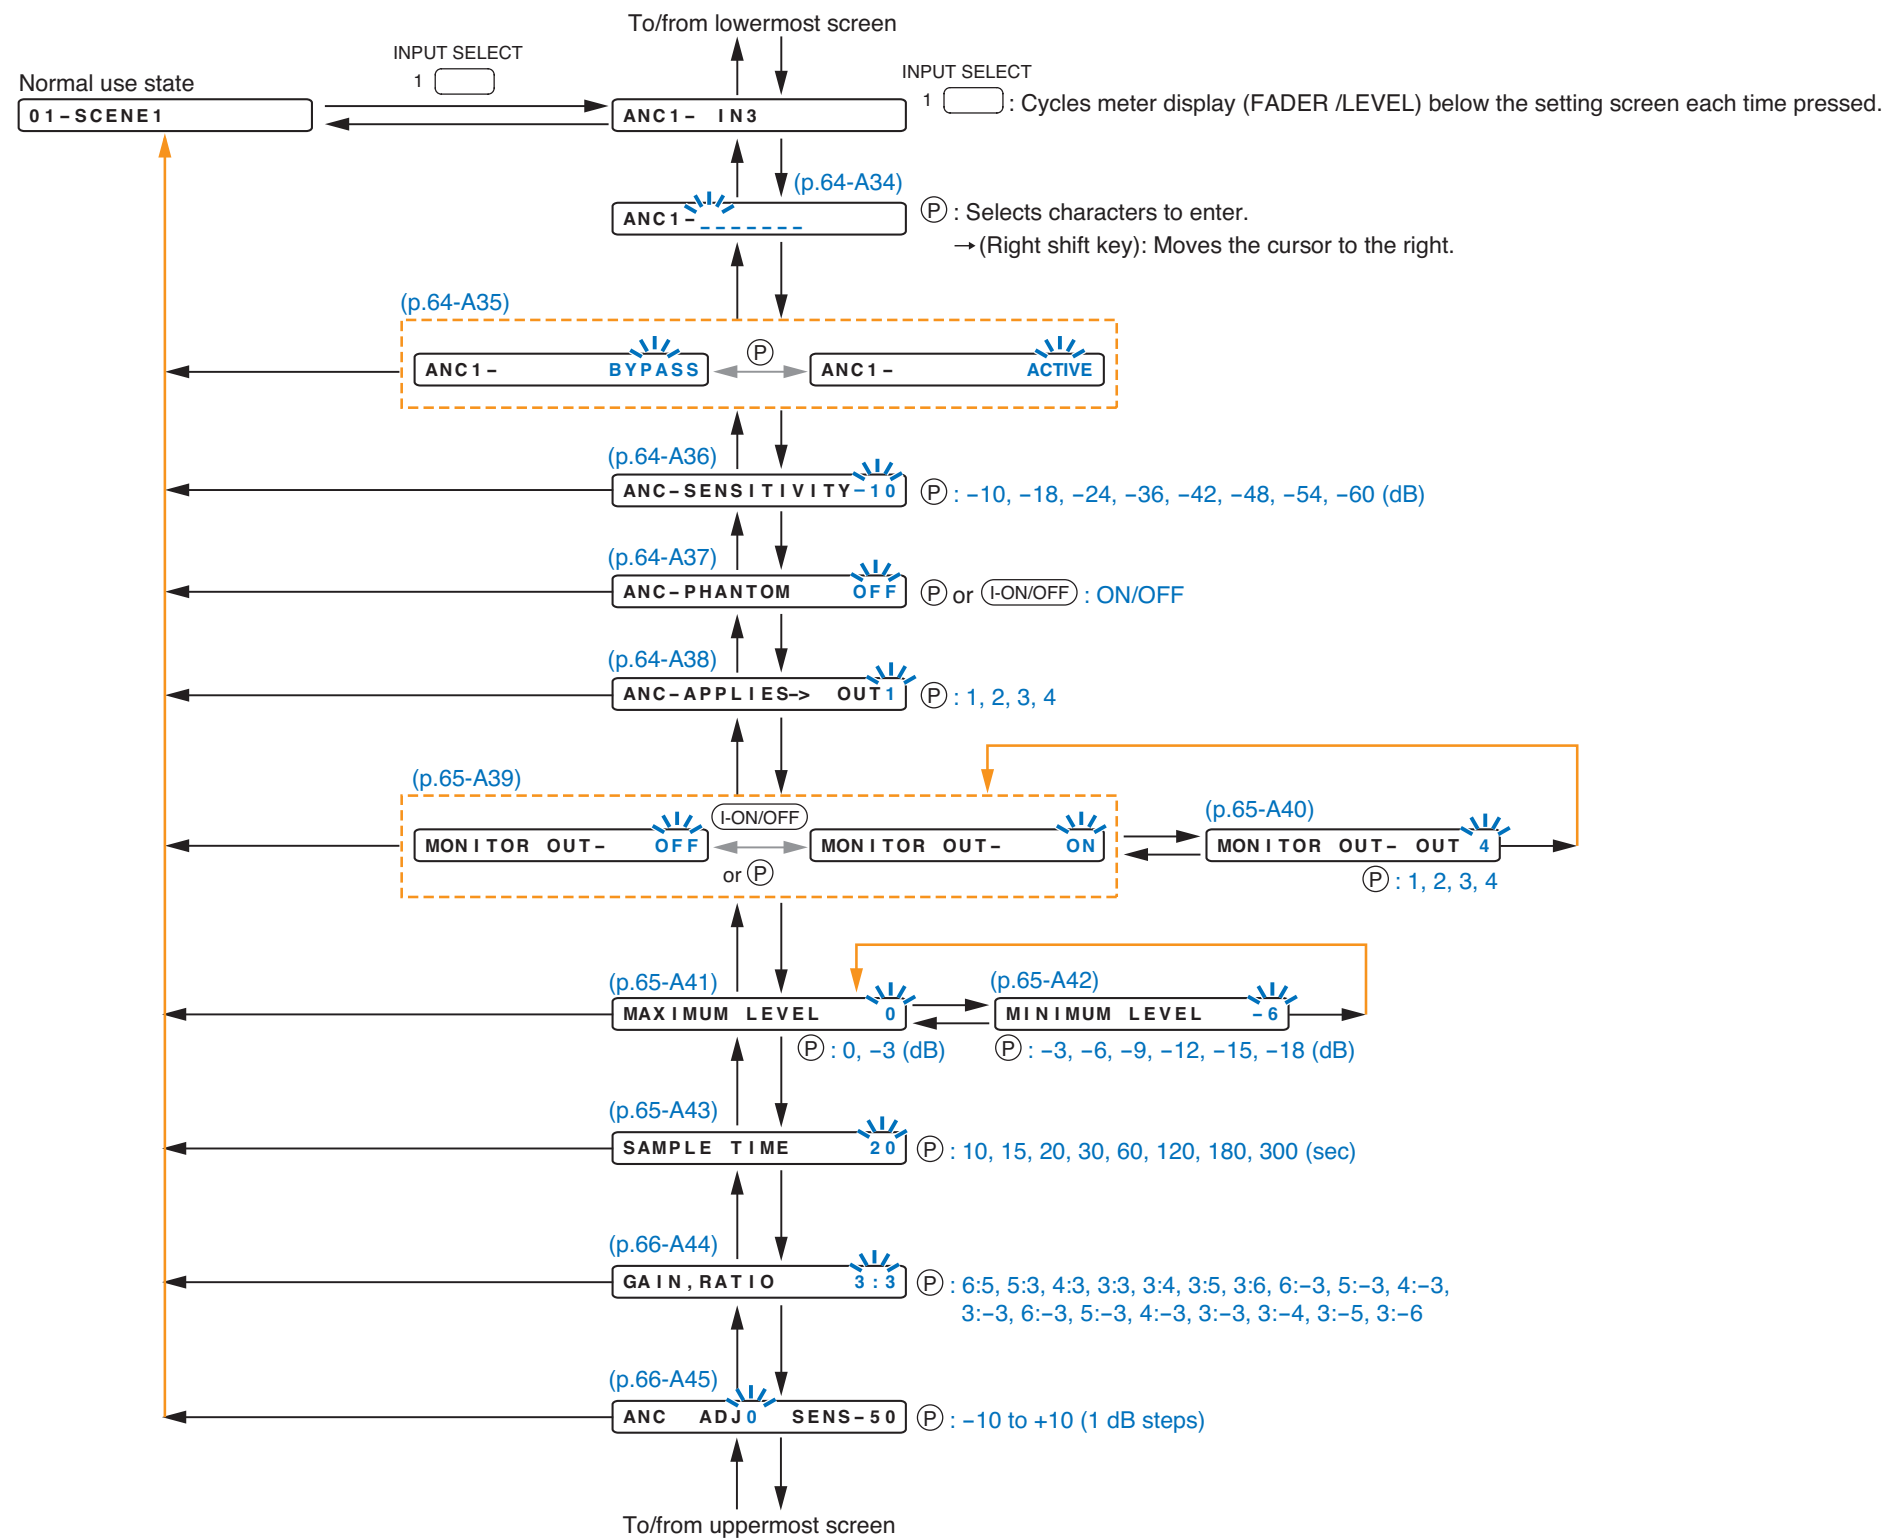 To/from lowermost screen
INPUT SELECT
1
Normal use state
01-SCENE1
ANC1- IN3
INPUT SELECT
1 : Cycles meter display (FADER /LEVEL) below the setting screen each time pressed.
(p.64-A34)
ANC1-_______
P : Selects characters to enter.
→(Right shift key): Moves the cursor to the right.
(p.64-A35)
ANC1- BYPASS
P
ANC1- ACTIVE
(p.64-A36)
ANC-SENSITIVITY-10
P : −10, −18, −24, −36, −42, −48, −54, −60 (dB)
(p.64-A37)
ANC-PHANTOM OFF
P or I-ON/OFF : ON/OFF
(p.64-A38)
ANC-APPLIES-> OUT1
P : 1, 2, 3, 4
(p.65-A39)
MONITOR OUT- OFF
I-ON/OFF
or P
MONITOR OUT- ON
(p.65-A40)
MONITOR OUT- OUT 4
P : 1, 2, 3, 4
(p.65-A41)
MAXIMUM LEVEL 0
P : 0, −3 (dB)
(p.65-A42)
MINIMUM LEVEL -6
P : −3, −6, −9, −12, −15, −18 (dB)
(p.65-A43)
SAMPLE TIME 20
P : 10, 15, 20, 30, 60, 120, 180, 300 (sec)
(p.66-A44)
GAIN,RATIO 3:3
P : 6:5, 5:3, 4:3, 3:3, 3:4, 3:5, 3:6, 6:−3, 5:−3, 4:−3,
3:−3, 6:−3, 5:−3, 4:−3, 3:−3, 3:−4, 3:−5, 3:−6
(p.66-A45)
ANC ADJ0 SENS-50
P : −10 to +10 (1 dB steps)
To/from uppermost screen